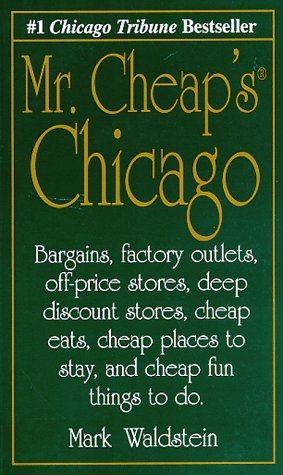 #1 Chicago Tribune Bestseller
Mr. Cheap's®
Chicago
Bargains, factory outlets,
off-price stores, deep
discount stores, cheap
eats, cheap places to
stay, and cheap fun
things to do.
Mark Waldstein